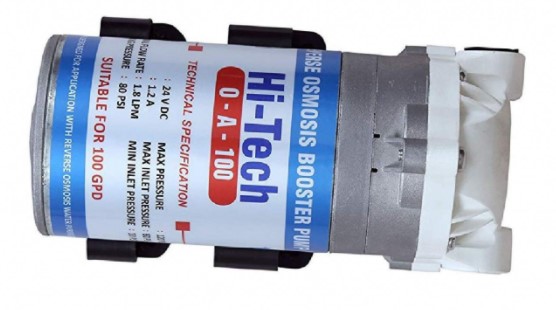 OSMOSIS BOOSTER PUMP
Hi-Tech
O-A-100
TECHNICAL SPECIFICATION
: 24 V DC MAX PRESSURE :
: 1.2 A MAX INLET PRESSURE :
FLOW RATE : 1.8 LPM MIN INLET PRESSURE :
PRESSURE : 80 PSI
SUITABLE FOR 100 GPD
FOR APPLICATION WITH REVERSE OSMOSIS WATER